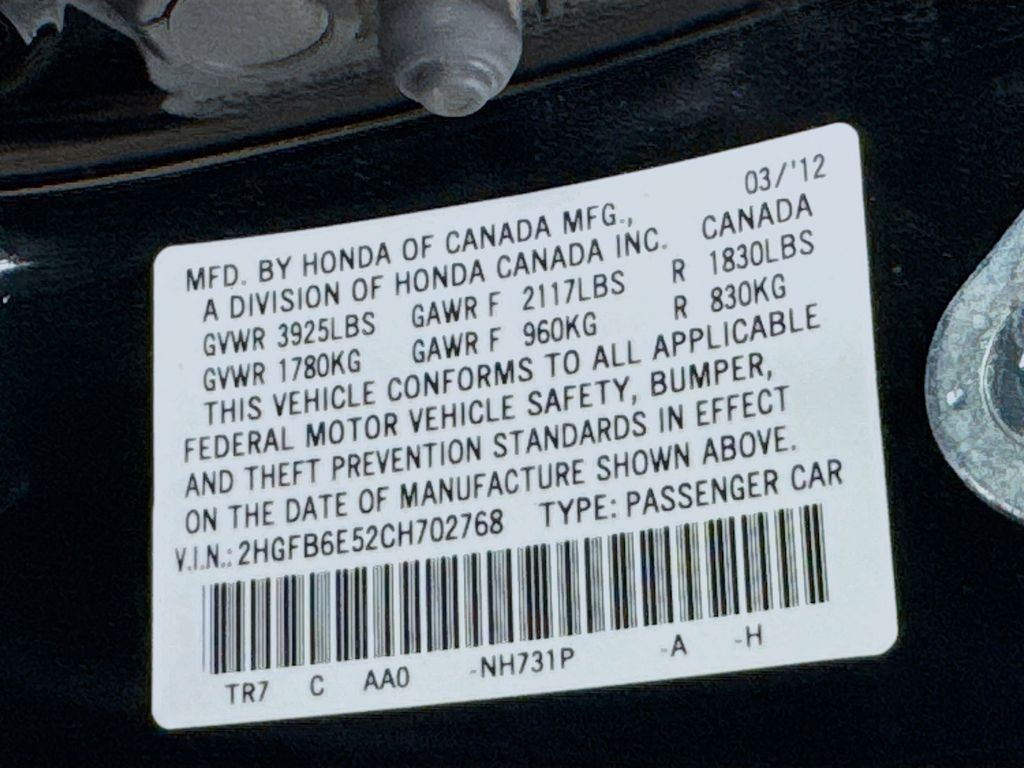 03/'12
MFD. BY HONDA OF CANADA MFG.,
A DIVISION OF HONDA CANADA INC. CANADA
GVWR 3925LBS GAWR F 2117LBS R 1830LBS
GVWR 1780KG GAWR F 960KG R 830KG
THIS VEHICLE CONFORMS TO ALL APPLICABLE
FEDERAL MOTOR VEHICLE SAFETY, BUMPER,
AND THEFT PREVENTION STANDARDS IN EFFECT
ON THE DATE OF MANUFACTURE SHOWN ABOVE.
V.I.N.: 2HGFB6E52CH702768 TYPE: PASSENGER CAR
TR7 C AA0 -NH731P -A -H